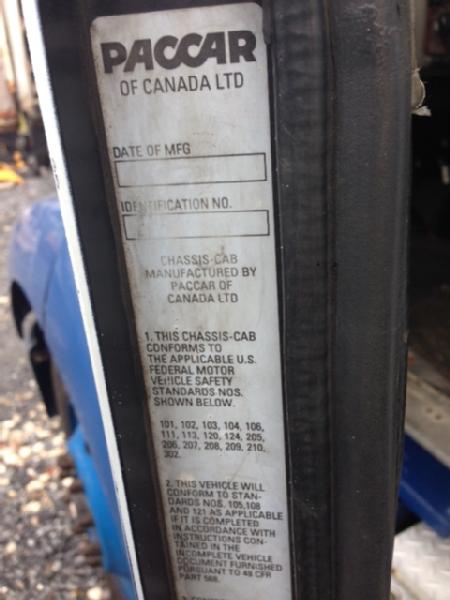 PACCAR
OF CANADA LTD
DATE OF MFG
IDENTIFICATION NO.
CHASSIS-CAB
MANUFACTURED BY
PACCAR OF
CANADA LTD
1. THIS CHASSIS-CAB
CONFORMS TO
THE APPLICABLE U.S.
FEDERAL MOTOR
VEHICLE SAFETY
STANDARDS NOS.
SHOWN BELOW.
101, 102, 103, 104, 106,
111, 113, 120, 124, 205,
206, 207, 208, 209, 210,
302.
2. THIS VEHICLE WILL
CONFORM TO STAN-
DARDS NOS. 105, 108
AND 121 AS APPLICABLE
IF IT IS COMPLETED
IN ACCORDANCE WITH
INSTRUCTIONS CON-
TAINED IN THE
INCOMPLETE VEHICLE
DOCUMENT FURNISHED
PURSUANT TO 49 CFR
PART 568.